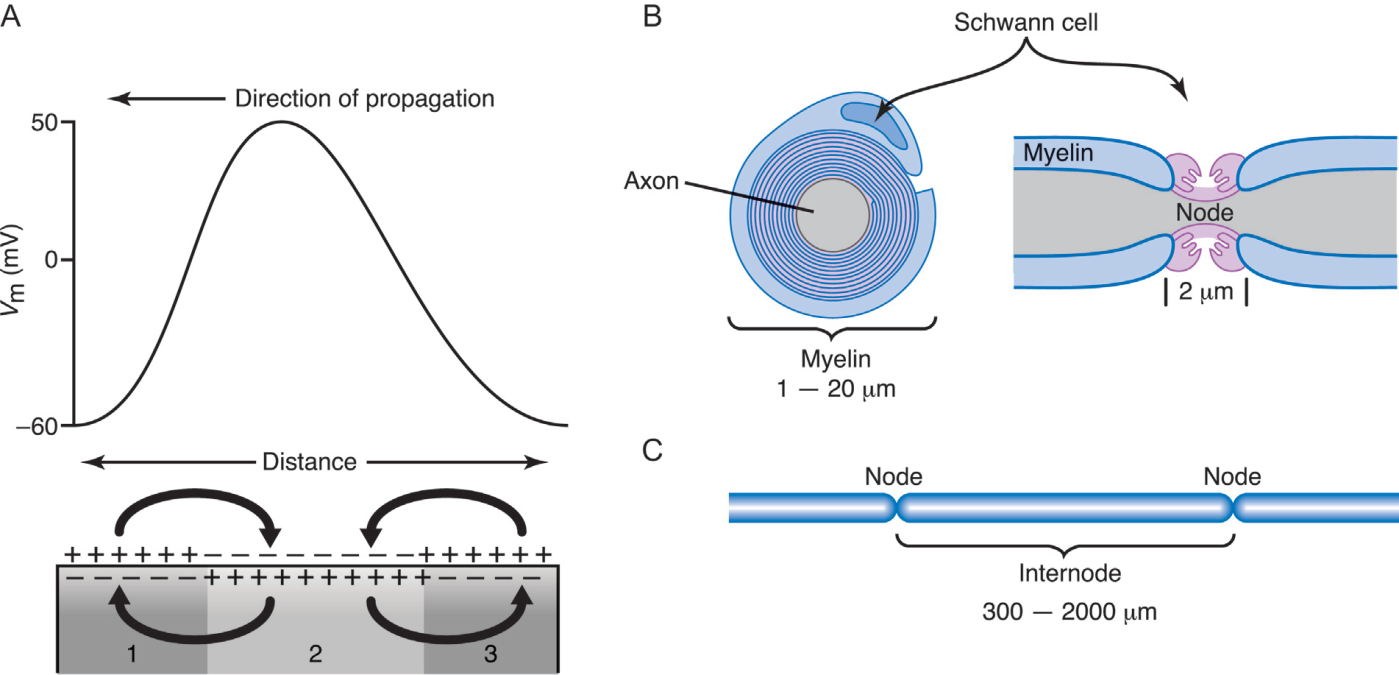 A
Direction of propagation
50
0
−60
Vm (mV)
Distance
+ + + + + + − − − − − − − − − + + + + + +
− − − − − − + + + + + + + + + + − − − − −
1
2
3
B
Schwann cell
Axon
Myelin
1 — 20 μm
Myelin
Node
2 μm
C
Node
Node
Internode
300 — 2000 μm